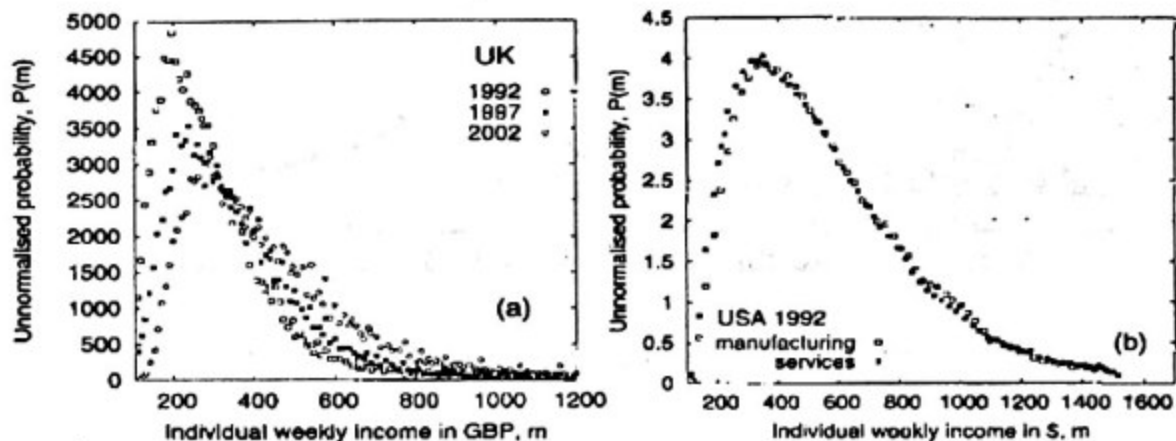 Unnormalised probability, P(m)
5000
4500
4000
3500
3000
2500
2000
1500
1000
500
0
UK
1992
1997
2002
(a)
200 400 600 800 1000 1200
Individual weekly income in GBP, m
Unnormalised probability, P(m)
4.5
4
3.5
3
2.5
2
1.5
1
0.5
0
USA 1992
manufacturing
services
(b)
200 400 600 800 1000 1200 1400 1600
Individual weekly income in $, m